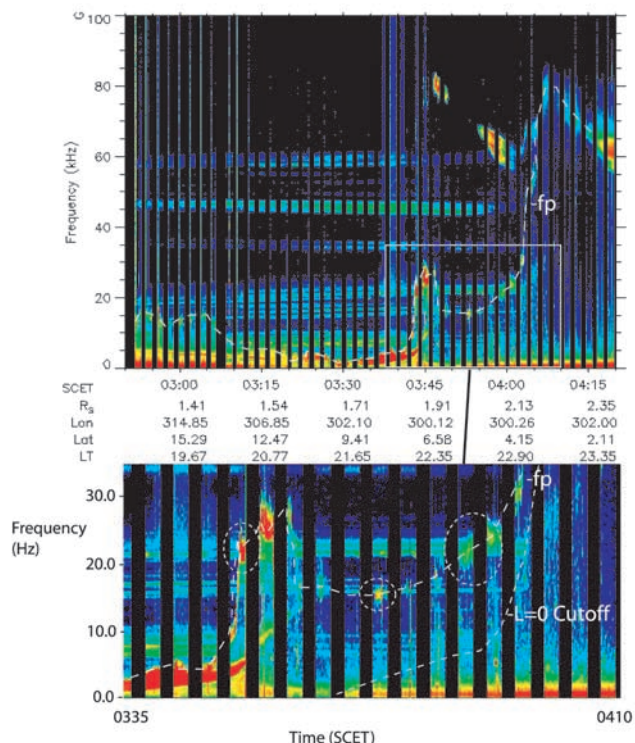 G
100
80
60
40
20
0
Frequency (kHz)
-fp
SCET 03:00 03:15 03:30 03:45 04:00 04:15
Rs 1.41 1.54 1.71 1.91 2.13 2.35
Lon 314.85 306.85 302.10 300.12 300.26 302.00
Lat 15.29 12.47 9.41 6.58 4.15 2.11
LT 19.67 20.77 21.65 22.35 22.90 23.35
30.0
20.0
10.0
0.0
Frequency
(Hz)
-fp
-L=0 Cutoff
0335 0410
Time (SCET)